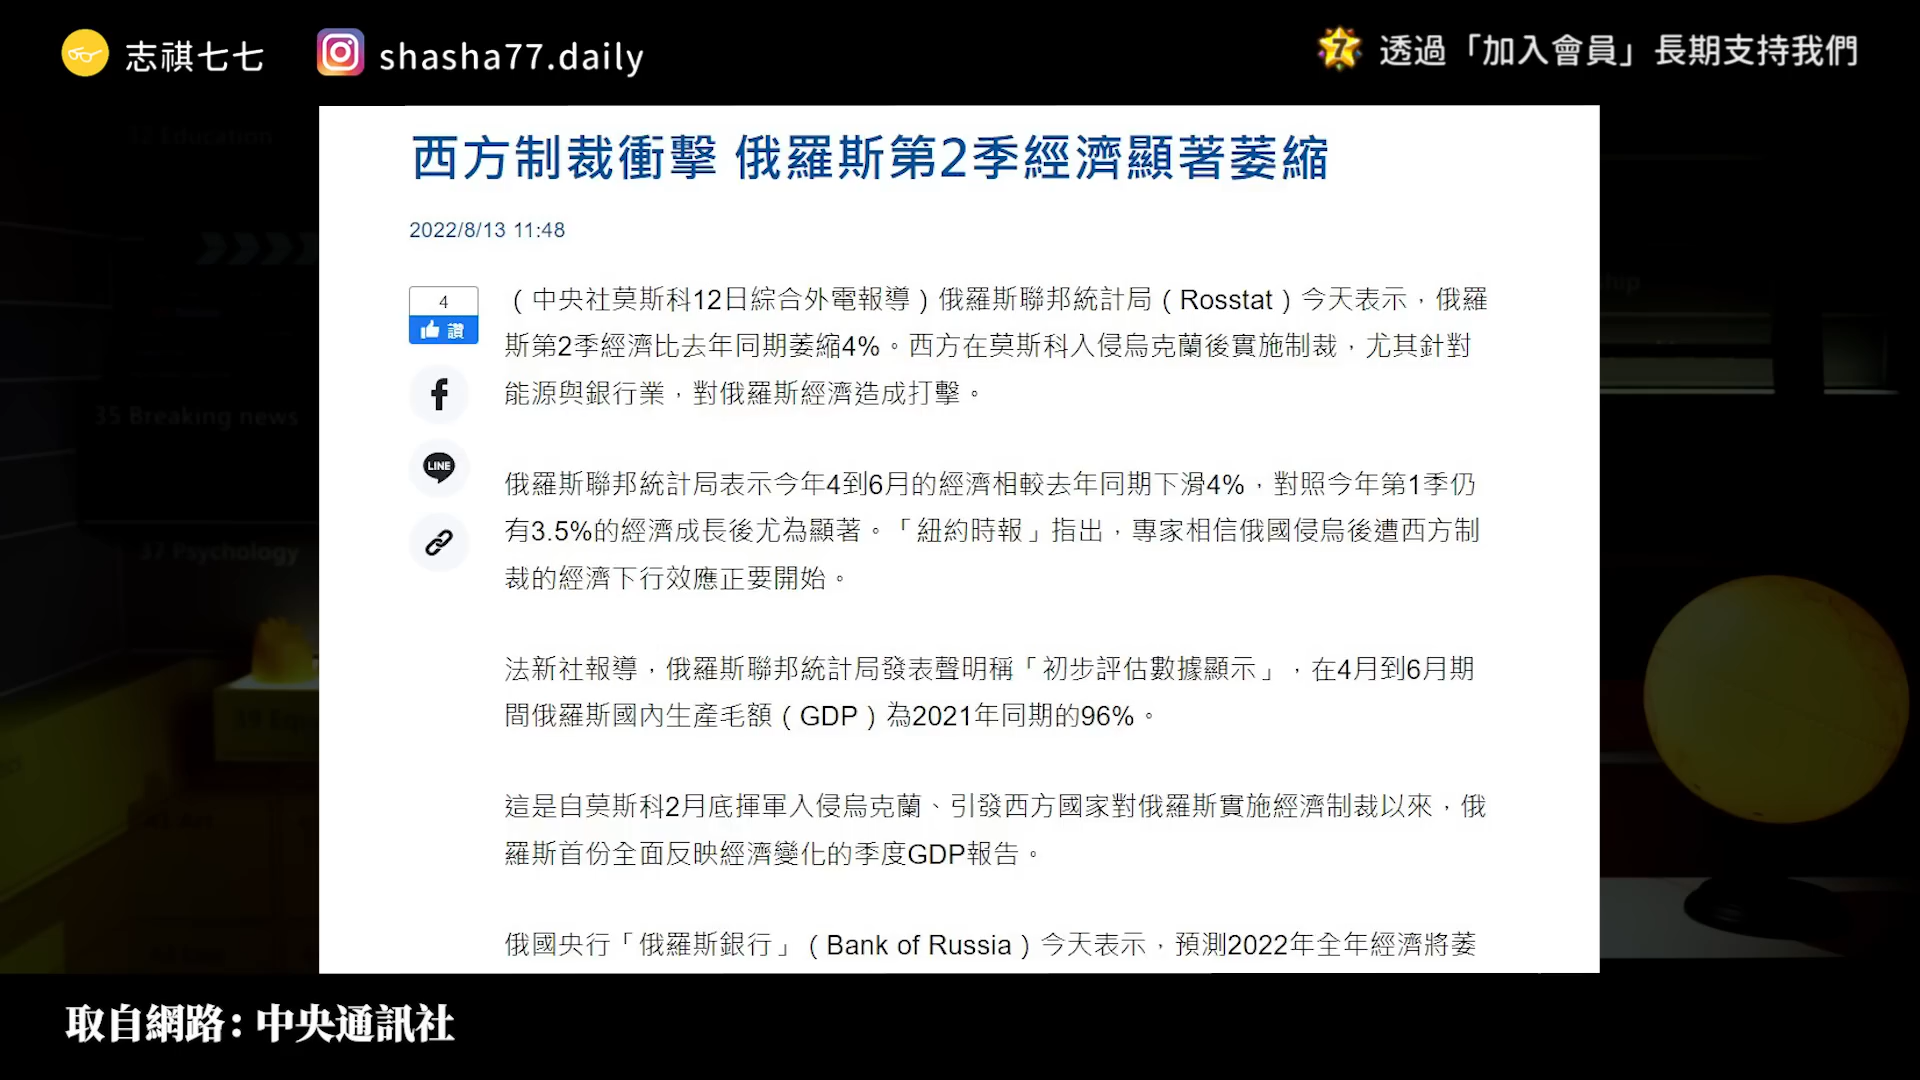 志祺七七
shasha77.daily
7 透過「加入會員」長期支持我們
西方制裁衝擊 俄羅斯第2季經濟顯著萎縮
2022/8/13 11:48
4
讚
LINE
（中央社莫斯科12日綜合外電報導）俄羅斯聯邦統計局（Rosstat）今天表示，俄羅
斯第2季經濟比去年同期萎縮4%。西方在莫斯科入侵烏克蘭後實施制裁，尤其針對
能源與銀行業，對俄羅斯經濟造成打擊。
俄羅斯聯邦統計局表示今年4到6月的經濟相較去年同期下滑4%，對照今年第1季仍
有3.5%的經濟成長後尤為顯著。「紐約時報」指出，專家相信俄國侵烏後遭西方制
裁的經濟下行效應正要開始。
法新社報導，俄羅斯聯邦統計局發表聲明稱「初步評估數據顯示」，在4月到6月期
間俄羅斯國內生產毛額（GDP）為2021年同期的96%。
這是自莫斯科2月底揮軍入侵烏克蘭、引發西方國家對俄羅斯實施經濟制裁以來，俄
羅斯首份全面反映經濟變化的季度GDP報告。
俄國央行「俄羅斯銀行」（Bank of Russia）今天表示，預測2022年全年經濟將萎
35 Breaking news
37 Psychology
取自網路：中央通訊社